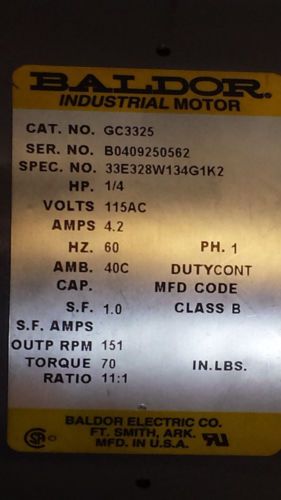 BALDOR®
INDUSTRIAL MOTOR
CAT. NO. GC3325
SER. NO. B0409250562
SPEC. NO. 33E328W134G1K2
HP. 1/4
VOLTS 115AC
AMPS 4.2
HZ. 60 PH. 1
AMB. 40C DUTY CONT
CAP. MFD CODE
S.F. 1.0 CLASS B
S.F. AMPS
OUTP RPM 151
TORQUE 70 IN.LBS.
RATIO 11:1
BALDOR ELECTRIC CO.
FT. SMITH, ARK.
MFD. IN U.S.A.